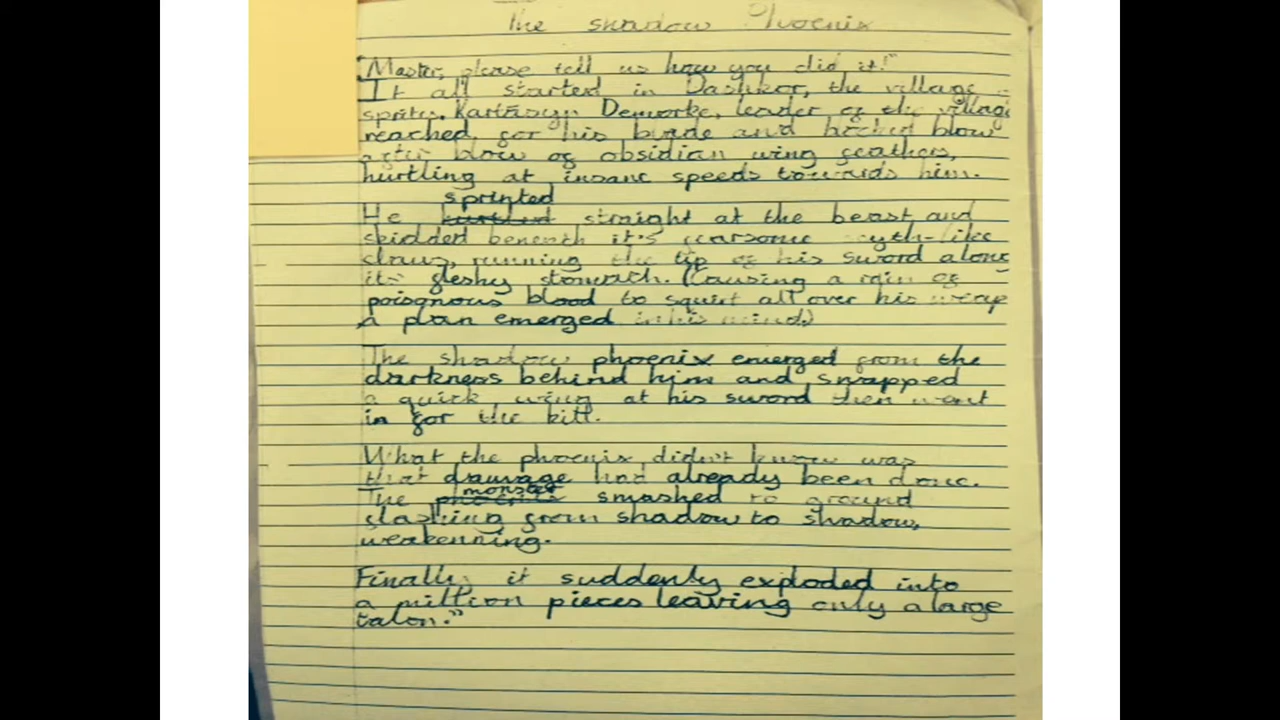 The shadow Phoenix
"Master, please tell us how you did it!"
It all started in Dashkor, the village
sprites. Demorke, leader of the village
reached for his blade and hacked blow
after blow of obsidian wing feathers,
hurtling at insane speeds towards him.
sprinted
He hurtled straight at the beast and
skidded beneath it's fearsome scyth-like
claws, running the tip of his sword along
its fleshy stomach. (Causing a rain of
poisonous blood to squirt all over his
a plan emerged in his mind.)
The shadow phoenix emerged from the
darkness behind him and swapped
a quick wing at his sword then went
in for the kill.
What the phoenix didn't know was
that damage had already been done.
monster
The phoenix smashed to ground
flashing from shadow to shadow,
weakenning.
Finally, it suddenly exploded into
a million pieces leaving only a large
talon."